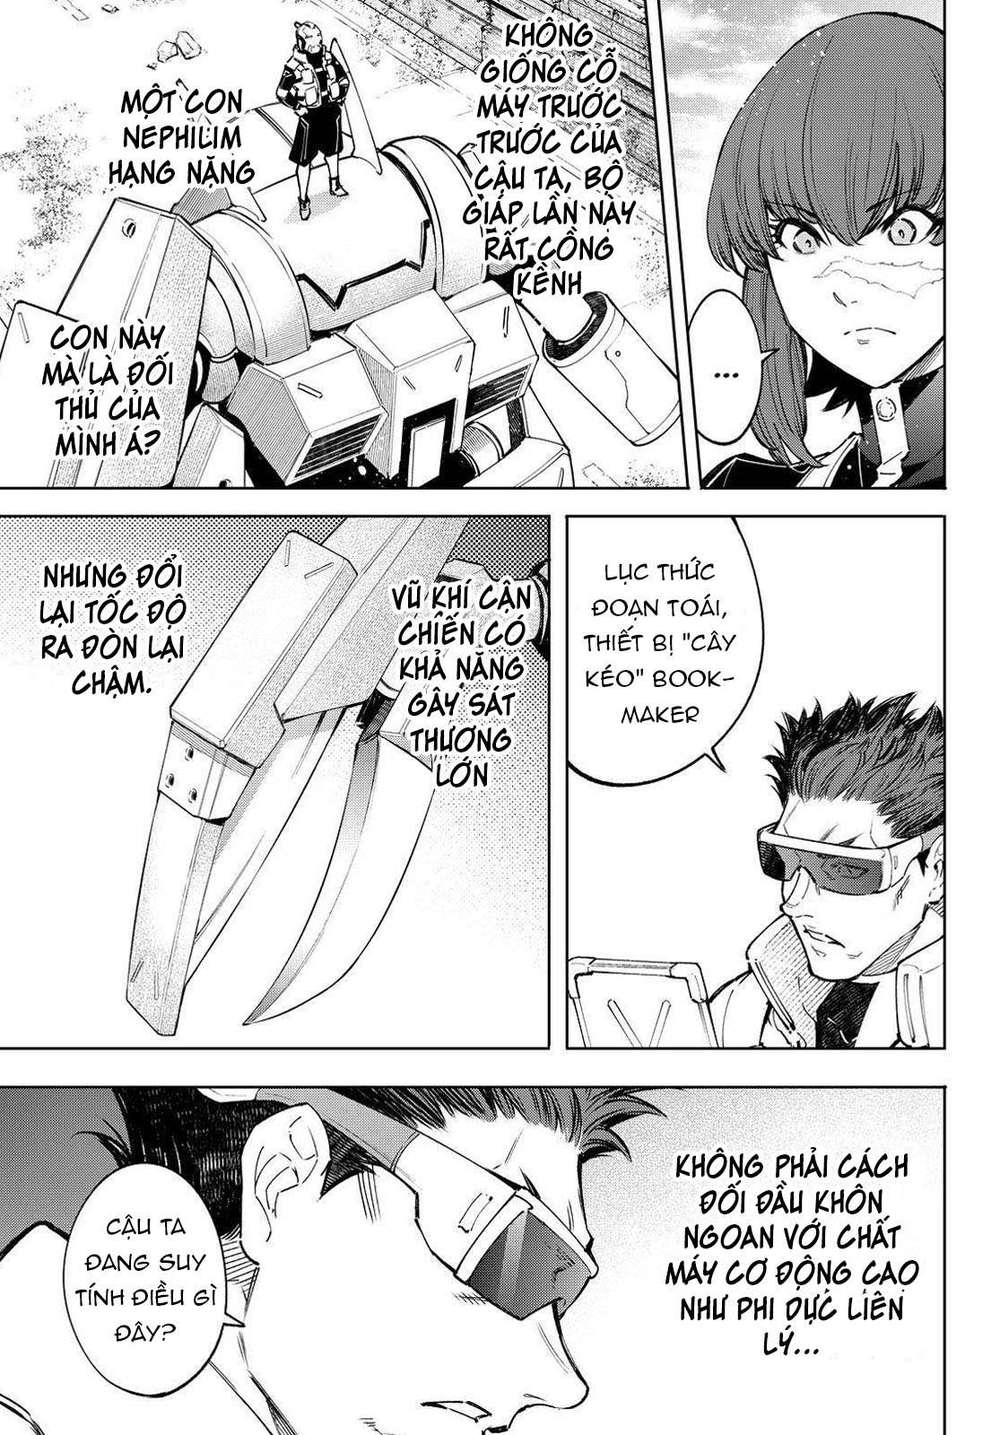 ...
KHÔNG
GIỐNG CỖ
MÁY TRƯỚC
TRƯỚC CỦA
CẬU TA, BỘ
GIÁP LẦN NÀY
RẤT CỒNG
KỀNH
MỘT CON
NEPHILIM
HẠNG NẶNG
CON NÀY
MÀ LÀ ĐỐI
THỦ CỦA
MÌNH Á?
LỤC THỨC
ĐOẠN TOÁI,
THIẾT BỊ "CÂY
KÉO" BOOK-
MAKER
VŨ KHÍ CẬN
CHIẾN CÓ
KHẢ NĂNG
GÂY SÁT
THƯƠNG
LỚN
NHƯNG ĐỔI
LẠI TỐC ĐỘ
RA ĐÒN LẠI
CHẬM.
KHÔNG PHẢI CÁCH
ĐỐI ĐẦU KHÔN
NGOAN VỚI CHẤT
MÁY CƠ ĐỘNG CAO
NHƯ PHI DỰC LIÊN
LÝ...
CẬU TA
ĐANG SUY
TÍNH ĐIỀU GÌ
ĐÂY?